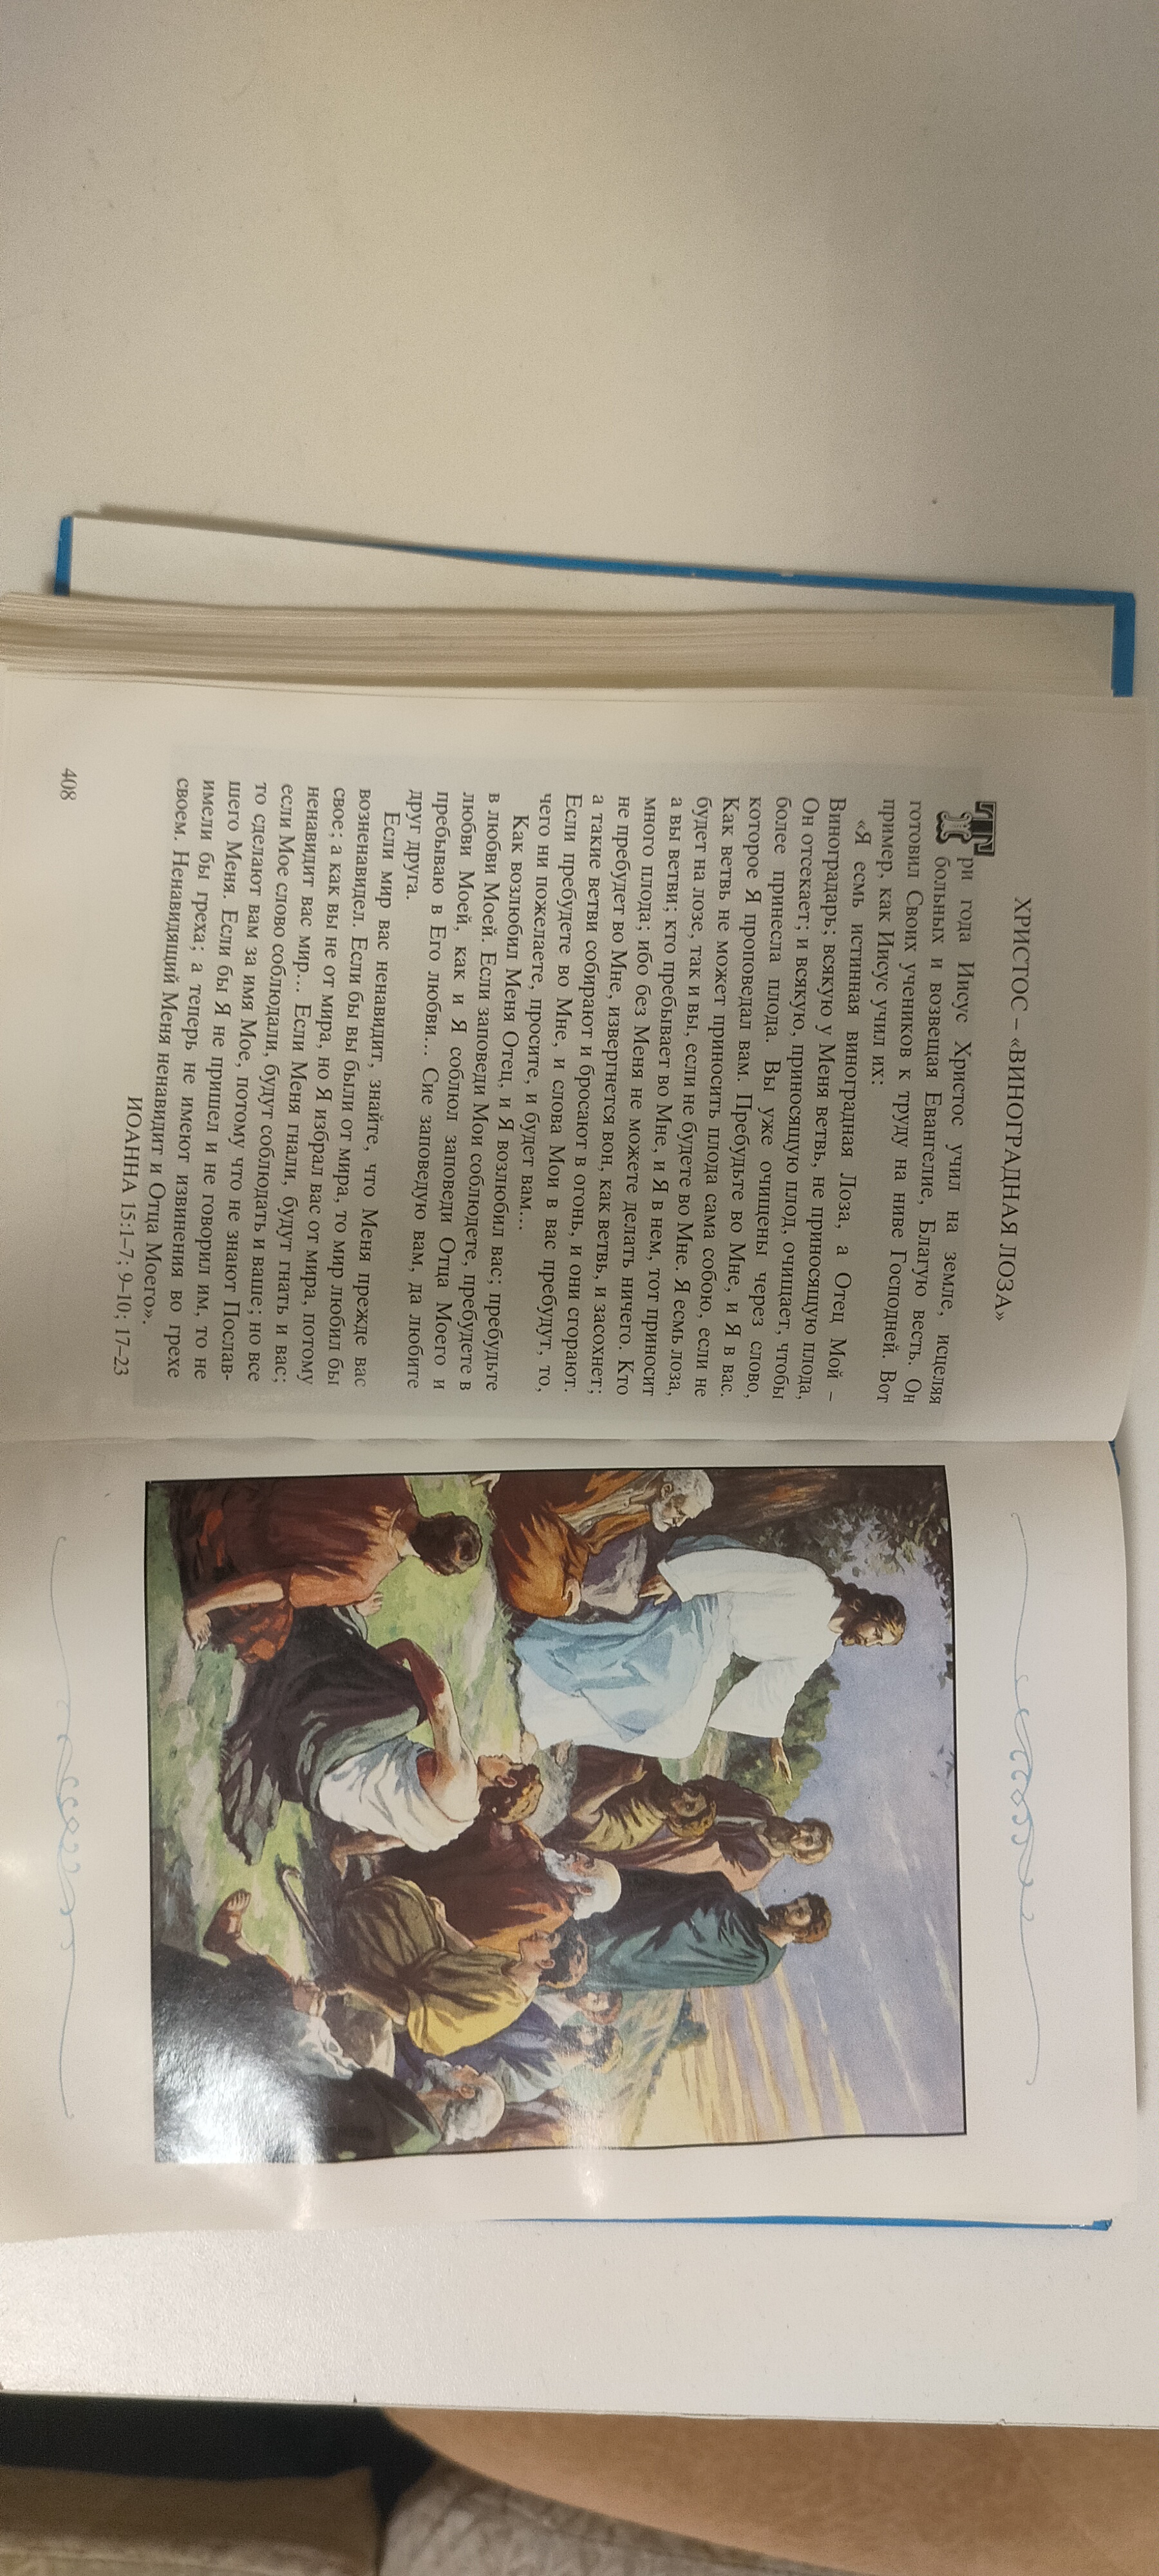 ХРИСТОС – «ВИНОГРАДНАЯ ЛОЗА»
Три года Иисус Христос учил на земле, исцеляя
больных и возвещая Евангелие, Благую весть. Он
готовил Своих учеников к труду на ниве Господней. Вот
пример, как Иисус учил их:
«Я есмь истинная виноградная Лоза, а Отец Мой –
Виноградарь; всякую у Меня ветвь, не приносящую плода,
Он отсекает; и всякую, приносящую плод, очищает, чтобы
более принесла плода. Вы уже очищены через слово,
которое Я проповедал вам. Пребудьте во Мне, и Я в вас.
Как ветвь не может приносить плода сама собою, если не
будет на лозе, так и вы, если не будете во Мне. Я есмь лоза,
а вы ветви; кто пребывает во Мне, и Я в нем, тот приносит
много плода; ибо без Меня не можете делать ничего. Кто
не пребудет во Мне, извергнется вон, как ветвь, и засохнет;
а такие ветви собирают и бросают в огонь, и они сгорают.
Если пребудете во Мне, и слова Мои в вас пребудут, то,
чего ни пожелаете, просите, и будет вам…
Как возлюбил Меня Отец, и Я возлюбил вас; пребудьте
в любви Моей. Если заповеди Мои соблюдете, пребудете в
любви Моей, как и Я соблюл заповеди Отца Моего и
пребываю в Его любви… Сие заповедую вам, да любите
друг друга.
Если мир вас ненавидит, знайте, что Меня прежде вас
возненавидел. Если бы вы были от мира, то мир любил бы
свое; а как вы не от мира, но Я избрал вас от мира, потому
ненавидит вас мир… Если Меня гнали, будут гнать и вас;
если Мое слово соблюдали, будут соблюдать и ваше; но все
то сделают вам за имя Мое, потому что не знают Послав-
шего Меня. Если бы Я не пришел и не говорил им, то не
имели бы греха; а теперь не имеют извинения во грехе
своем. Ненавидящий Меня ненавидит и Отца Моего».
ИОАННА 15:1–7; 9–10; 17–23
408